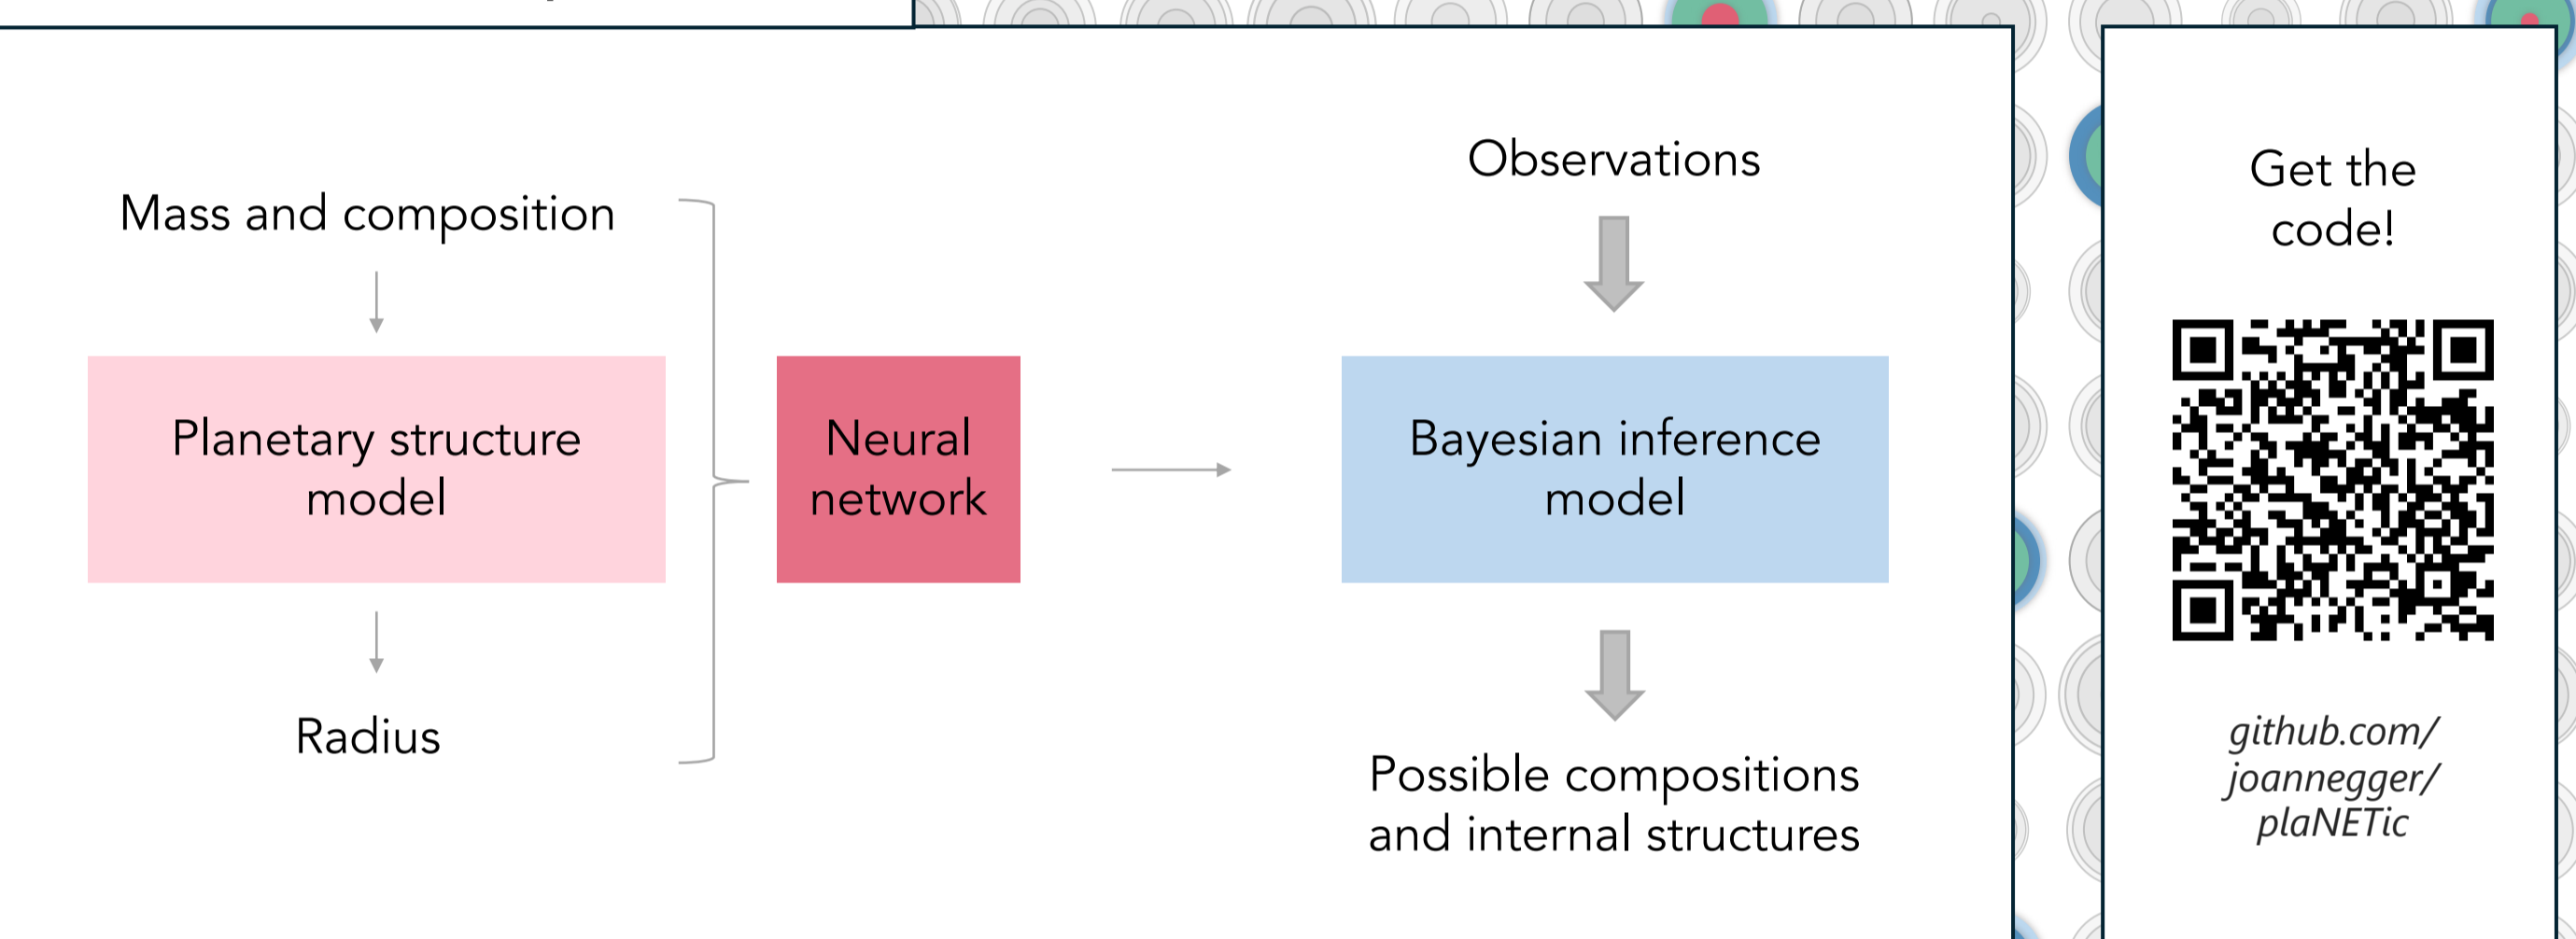 Mass and composition
Planetary structure
model
Radius
Neural
network
Observations
Bayesian inference
model
Possible compositions
and internal structures
Get the
code!
github.com/
joannegger/
plaNETic